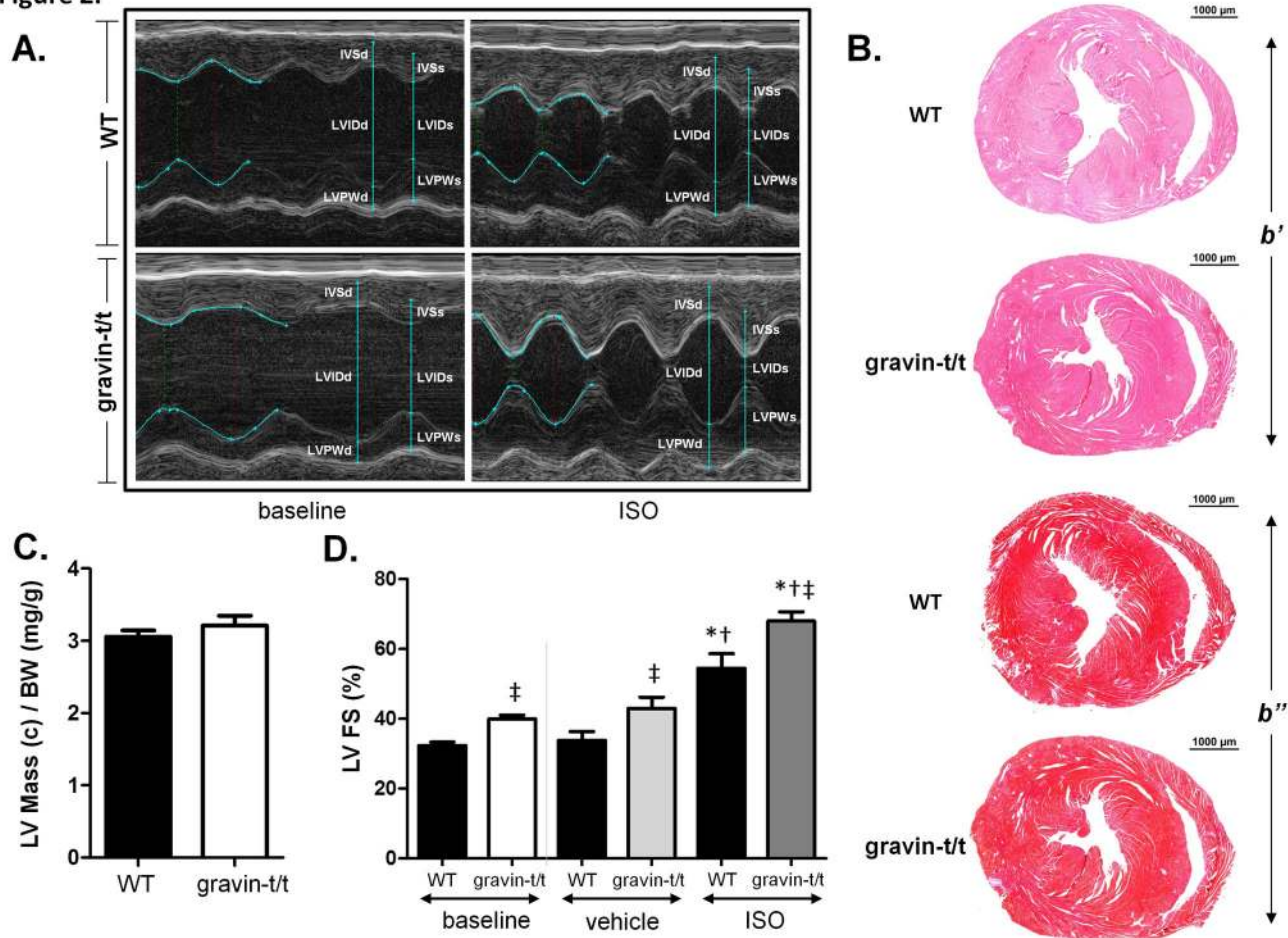 Figure 2.
A.
WT
IVSd
IVSs
LVIDd
LVIDs
LVPWd
LVPWs
IVSd
IVSs
LVIDd
LVIDs
LVPWd
LVPWs
gravin-t/t
IVSd
IVSs
LVIDd
LVIDs
LVPWd
LVPWs
IVSd
IVSs
LVIDd
LVIDs
LVPWd
LVPWs
baseline
ISO
B.
1000 µm
WT
b'
1000 µm
gravin-t/t
1000 µm
WT
b''
1000 µm
gravin-t/t
C.
LV Mass (c) / BW (mg/g)
4
3
2
1
0
WT
gravin-t/t
D.
LV FS (%)
80
60
40
20
0
‡
‡
*†
*†‡
WT gravin-t/t WT gravin-t/t WT gravin-t/t
baseline vehicle ISO